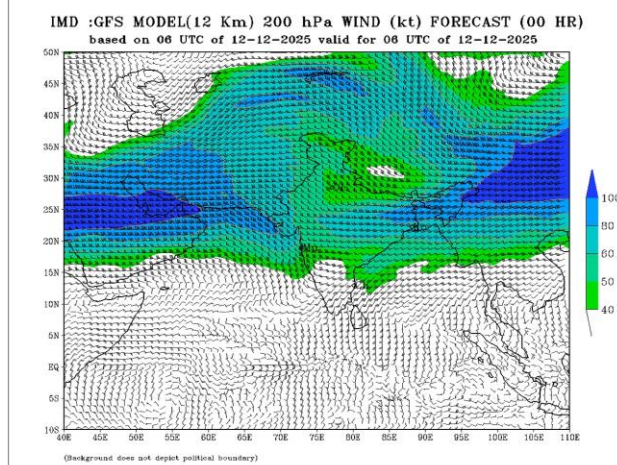 IMD :GFS MODEL(12 Km) 200 hPa WIND (kt) FORECAST (00 HR)
based on 06 UTC of 12-12-2025 valid for 06 UTC of 12-12-2025
50N
45N
40N
35N
30N
25N
20N
15N
10N
5N
EQ
5S
10S
40E 45E 50E 55E 60E 65E 70E 75E 80E 85E 90E 95E 100E 105E 110E
100
80
60
50
40
(Background does not depict political boundary)